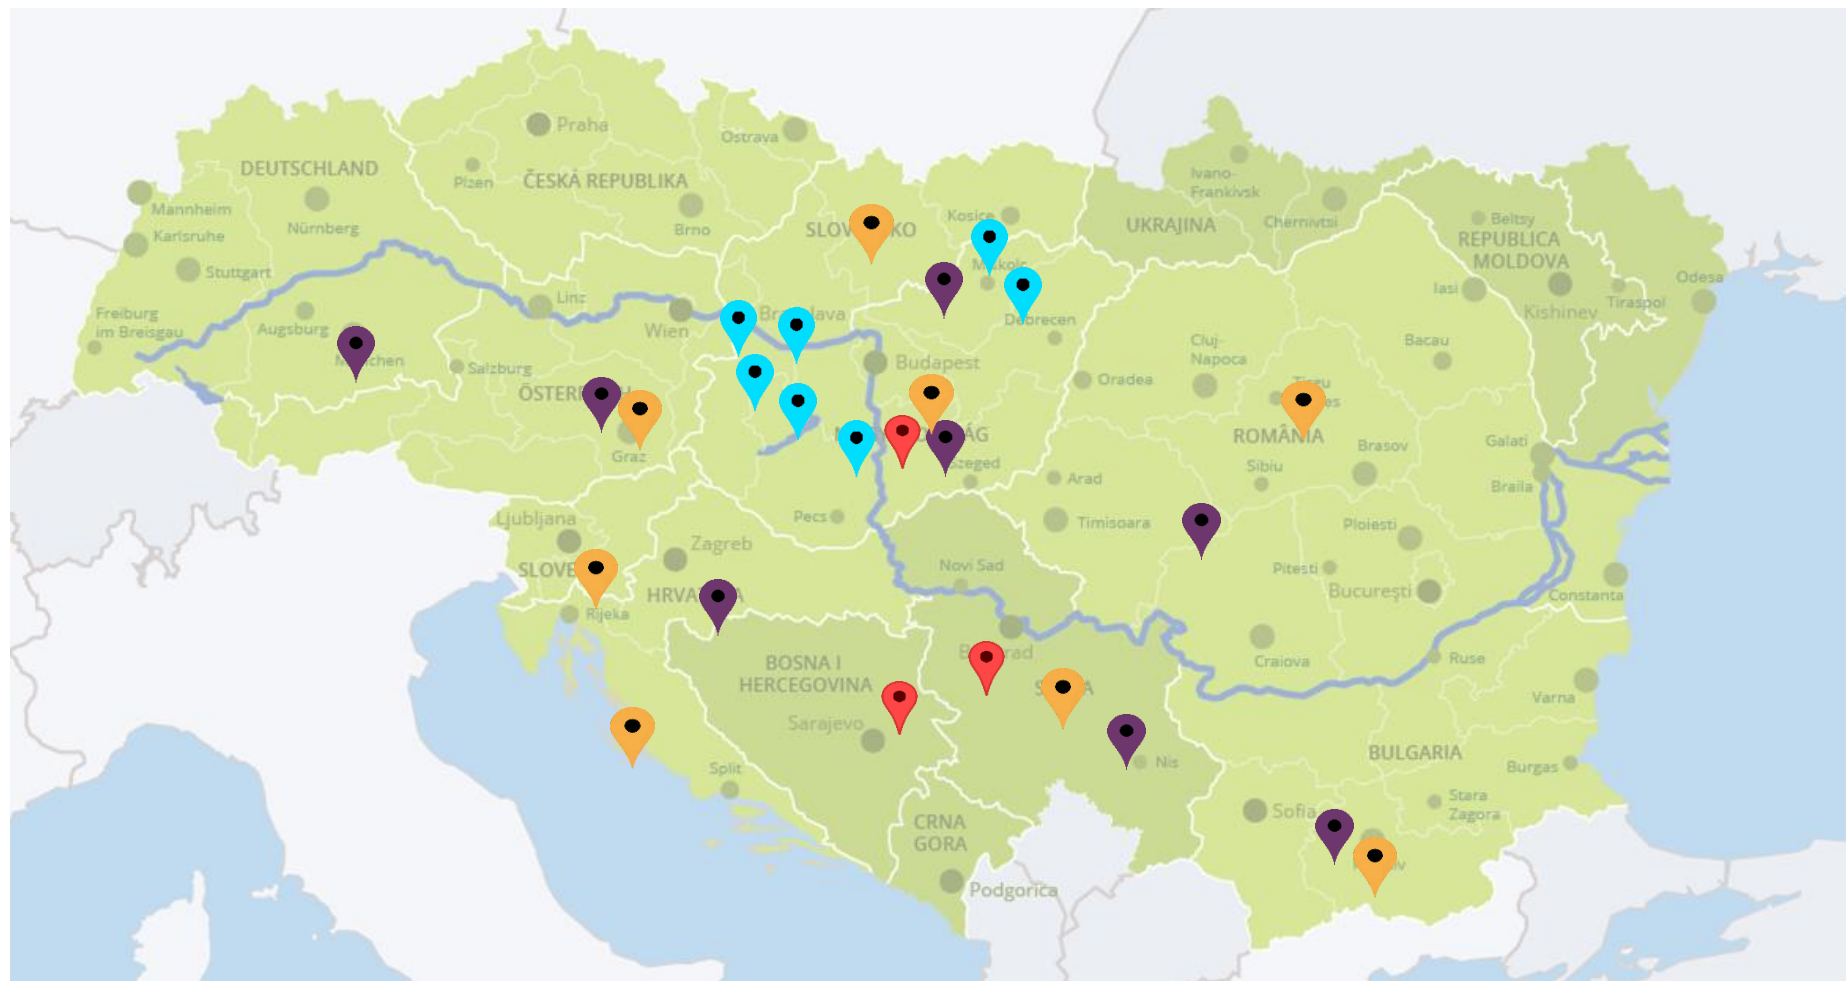 Praha
Ostrava
DEUTSCHLAND
Plzen
ČESKÁ REPUBLIKA
Mannheim
Nürnberg
Brno
Karlsruhe
Stuttgart
Kosice
Ivano-
Frankivsk
Chernivtsi
UKRAJINA
Beltsy
REPUBLICA
MOLDOVA
Odesa
Iasi
Tiraspol
Kishinev
Linz
Freiburg
im Breisgau
Augsburg
Wien
Debrecen
Salzburg
Budapest
Oradea
Cluj-
Napoca
Bacau
ROMÂNIA
Brasov
Galati
Graz
Szeged
Arad
Sibiu
Braila
Pecs
Timisoara
Ploiesti
Ljubljana
Zagreb
Novi Sad
Pitesti
Bucureşti
Constanta
Rijeka
BOSNA I
HERCEGOVINA
Craiova
Ruse
Varna
Sarajevo
Split
Nis
BULGARIA
Burgas
Stara
Zagora
Sofia
CRNA
GORA
Podgorica